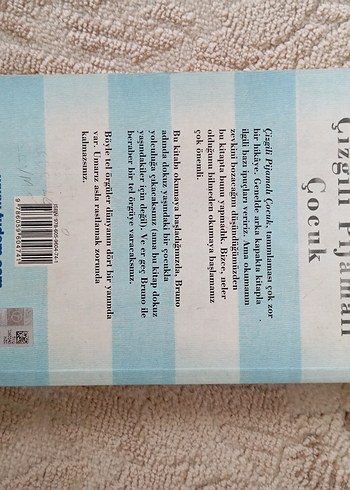 Çizgili Pijamalı
Çocuk
Çizgili Pijamalı Çocuk, tanımlaması çok zor
bir hikâye. Genelde arka kapakta kitapla
ilgili bazı ipuçları veririz. Ama okumanın
zevkini bozacağını düşündüğümüzden
bu kitapta bunu yapmadık. Bizce, neler
olduğunu bilmeden okumaya başlamanız
çok önemli.
Bu kitabı okumaya başladığınızda, Bruno
adında dokuz yaşındaki bir çocukla
yolculuğa çıkacaksınız (ama bu kitap dokuz
yaşındakiler için değil). Ve er geç Bruno ile
beraber bir tel örgüye varacaksınız.
Böyle tel örgüler dünyanın dört bir yanında
var. Umarız asla rastlamak zorunda
kalmazsınız.
9786059604741